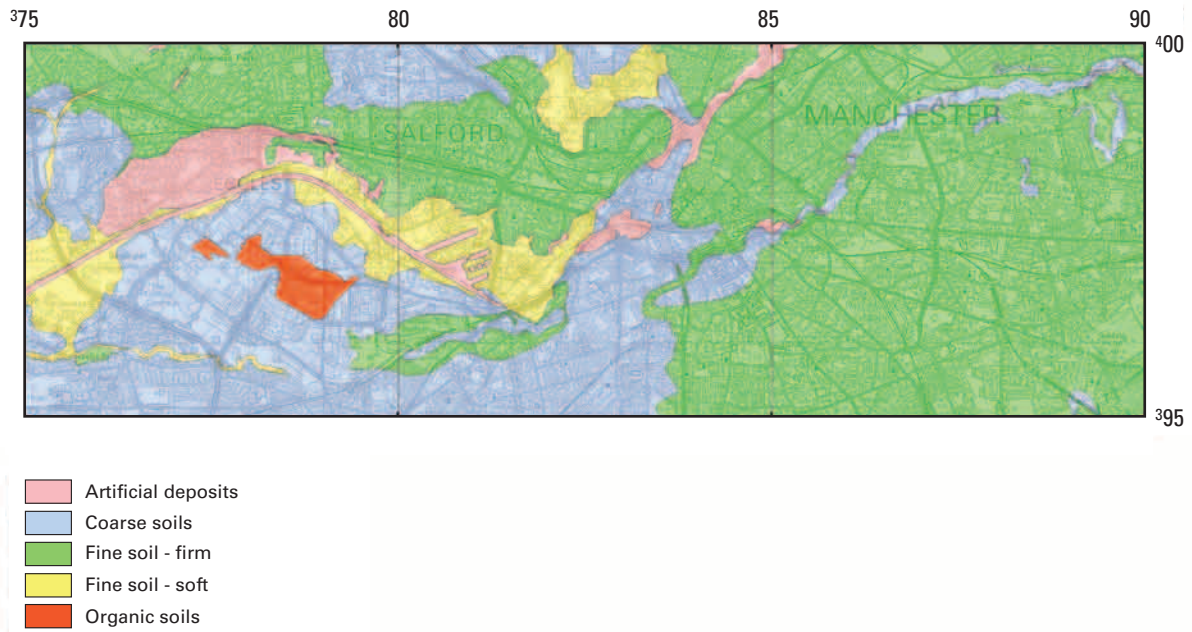 375 80 85 90
400
MANCHESTER
SALFORD
ECCLES
395
Artificial deposits
Coarse soils
Fine soil - firm
Fine soil - soft
Organic soils